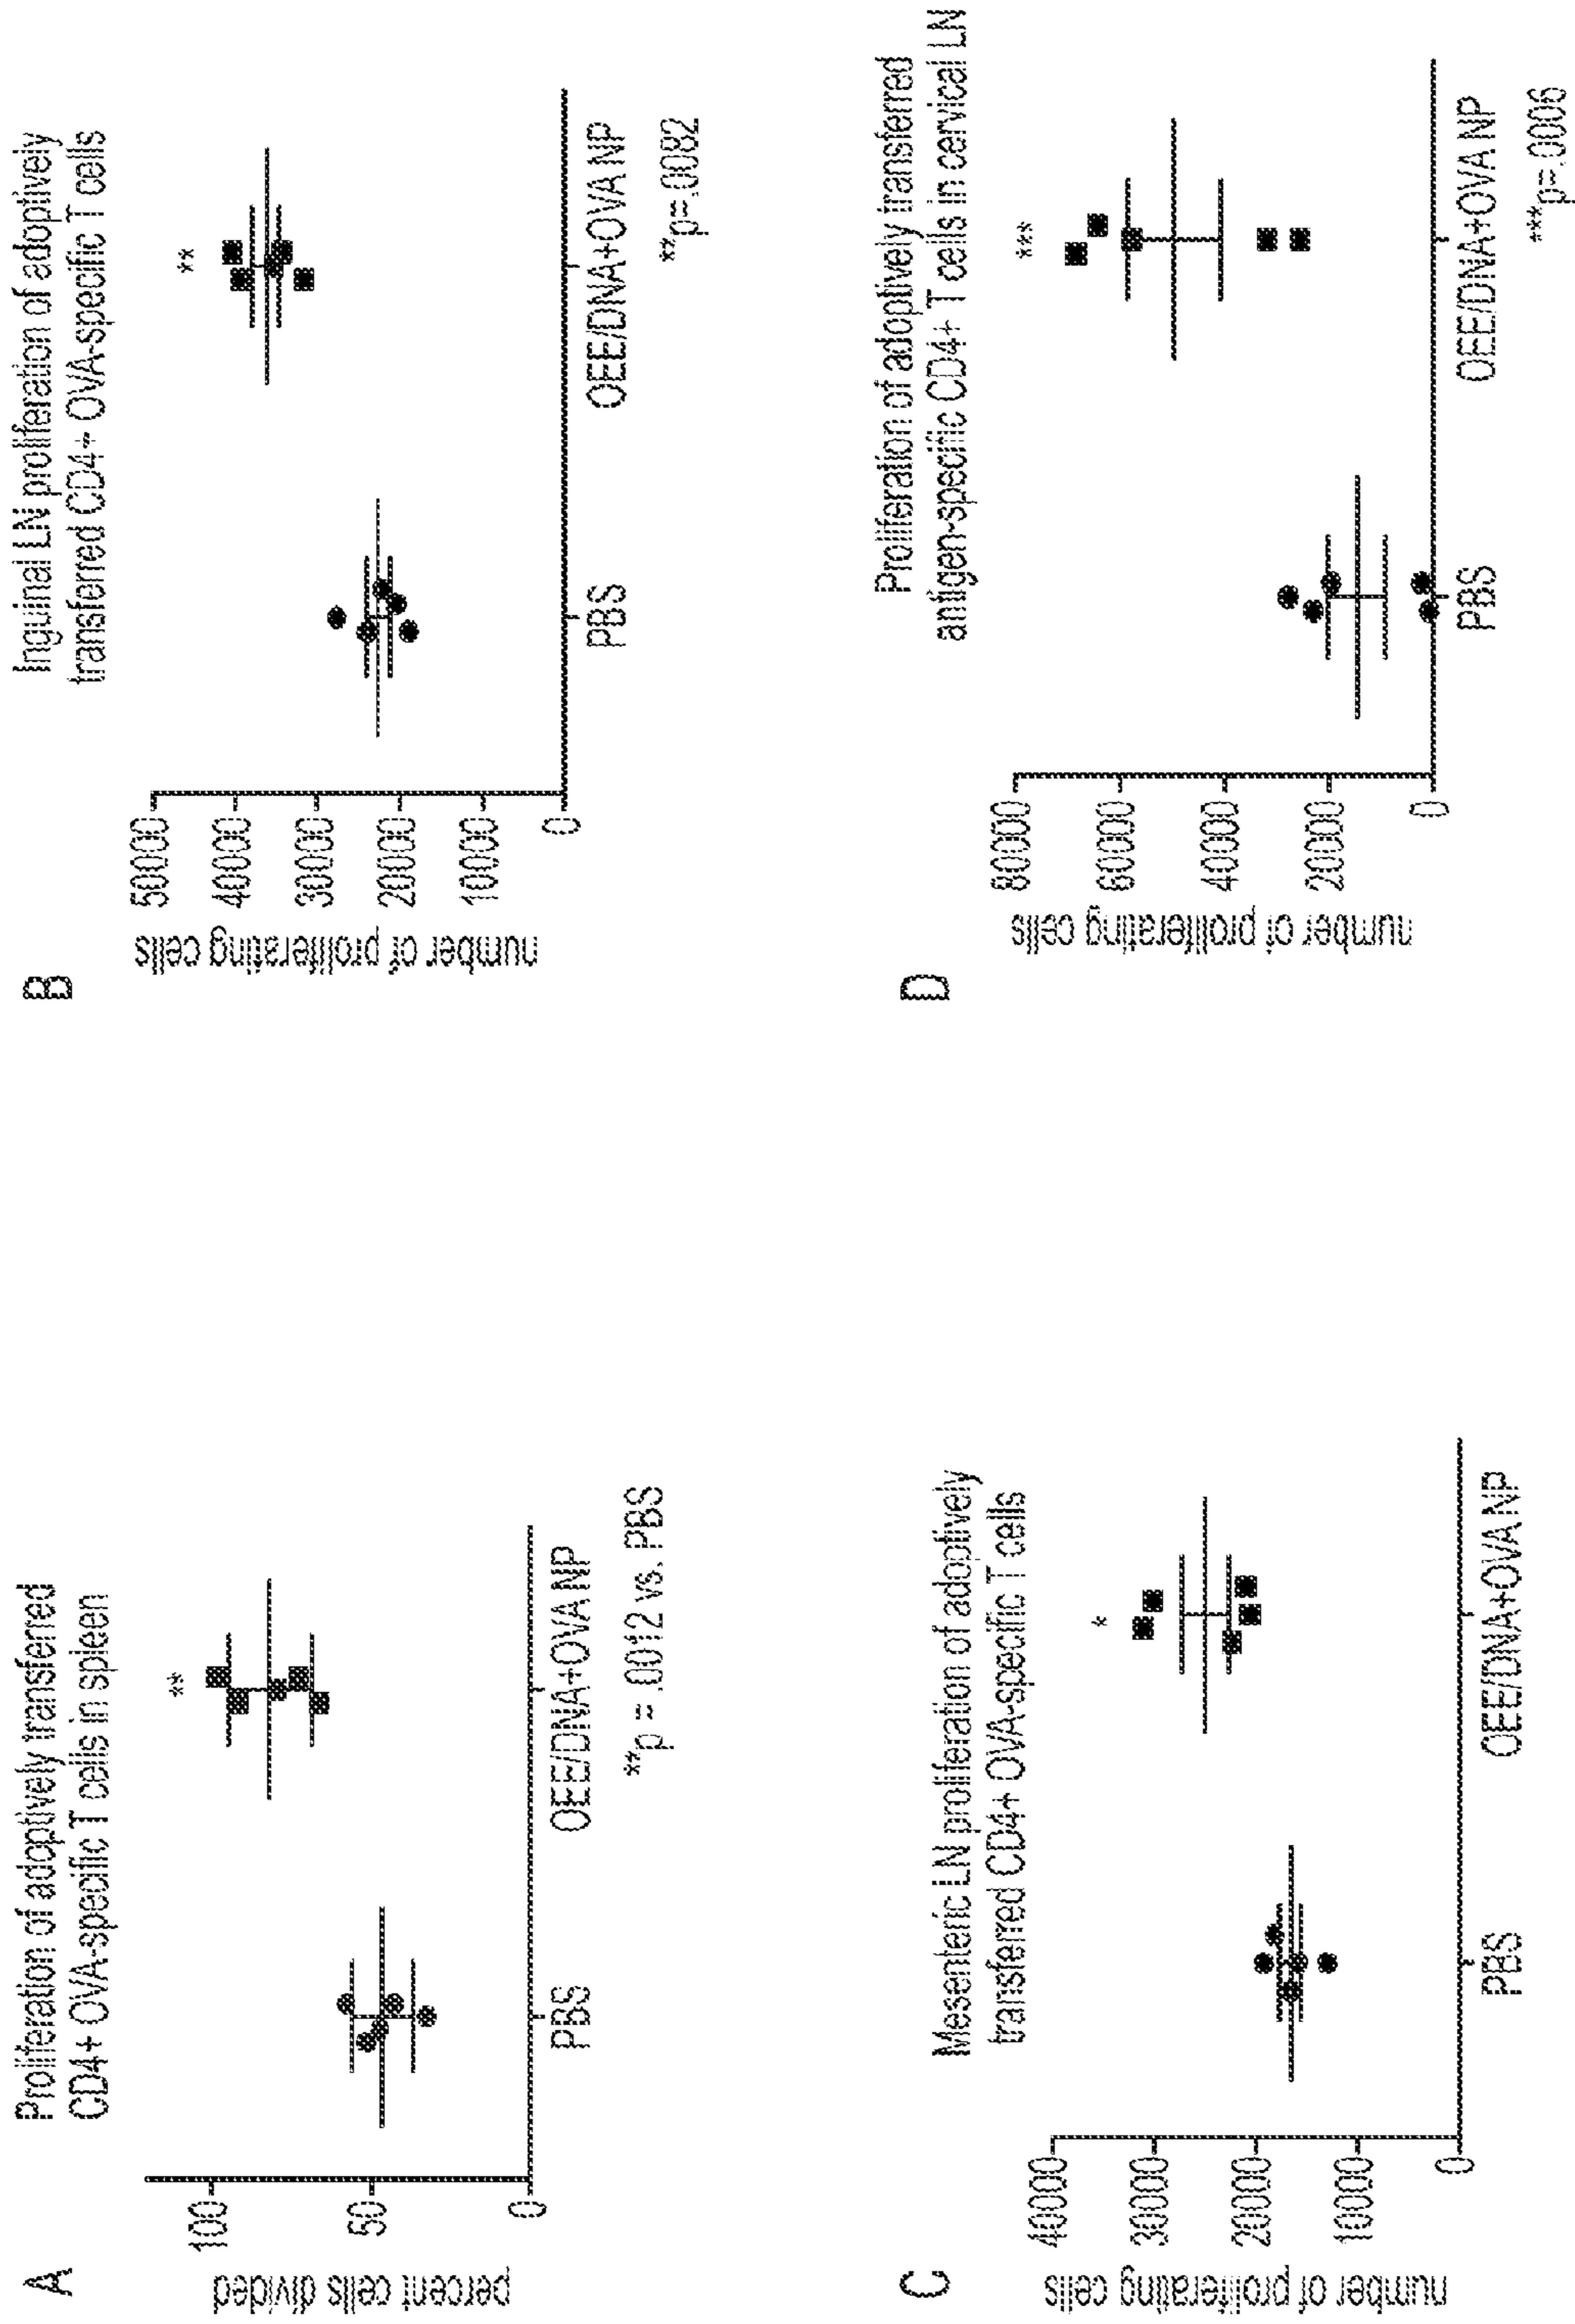 A
Proliferation of adoptively transferred
CD4+ OVA-specific T cells in spleen
percent cells divided
100
50
0
**
PBS
OEE/DNA+OVA NP
**p = .0012 vs. PBS
B
Inguinal LN proliferation of adoptively
transferred CD4+ OVA-specific T cells
number of proliferating cells
50000
40000
30000
20000
10000
0
**
PBS
OEE/DNA+OVA NP
**p=.0082
C
Mesenteric LN proliferation of adoptively
transferred CD4+ OVA-specific T cells
number of proliferating cells
40000
30000
20000
10000
0
*
PBS
OEE/DNA+OVA NP
D
Proliferation of adoptively transferred
antigen-specific CD4+ T cells in cervical LN
number of proliferating cells
80000
60000
40000
20000
0
***
PBS
OEE/DNA+OVA NP
***p=.0006